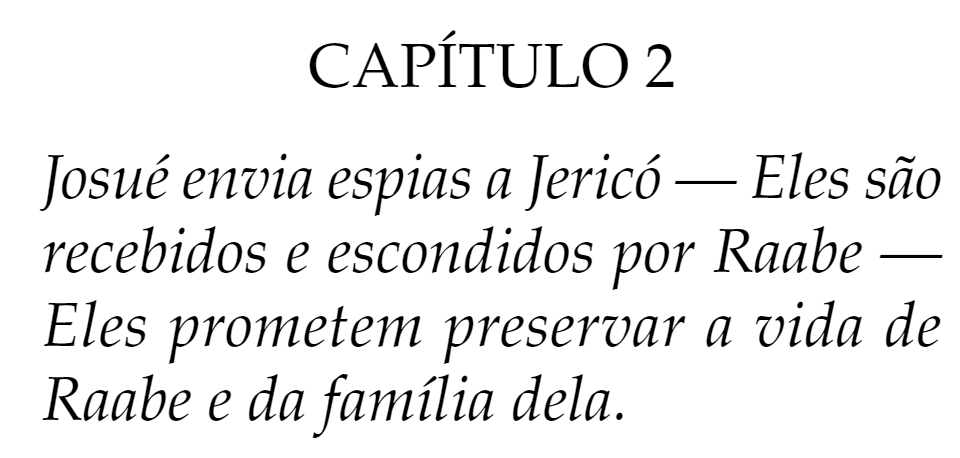 CAPÍTULO 2
Josué envia espias a Jericó — Eles são
recebidos e escondidos por Raabe —
Eles prometem preservar a vida de
Raabe e da família dela.